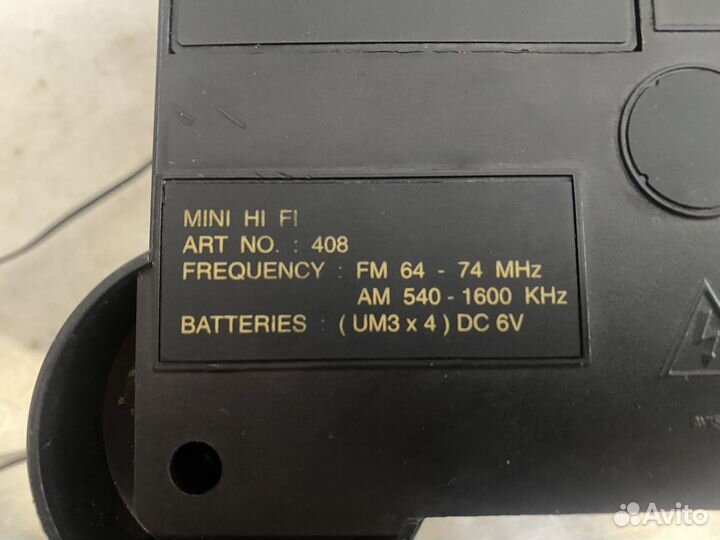 MINI HI FI
ART NO. : 408
FREQUENCY : FM 64 - 74 MHz
AM 540 - 1600 KHz
BATTERIES : ( UM3 x 4 ) DC 6V
Avito